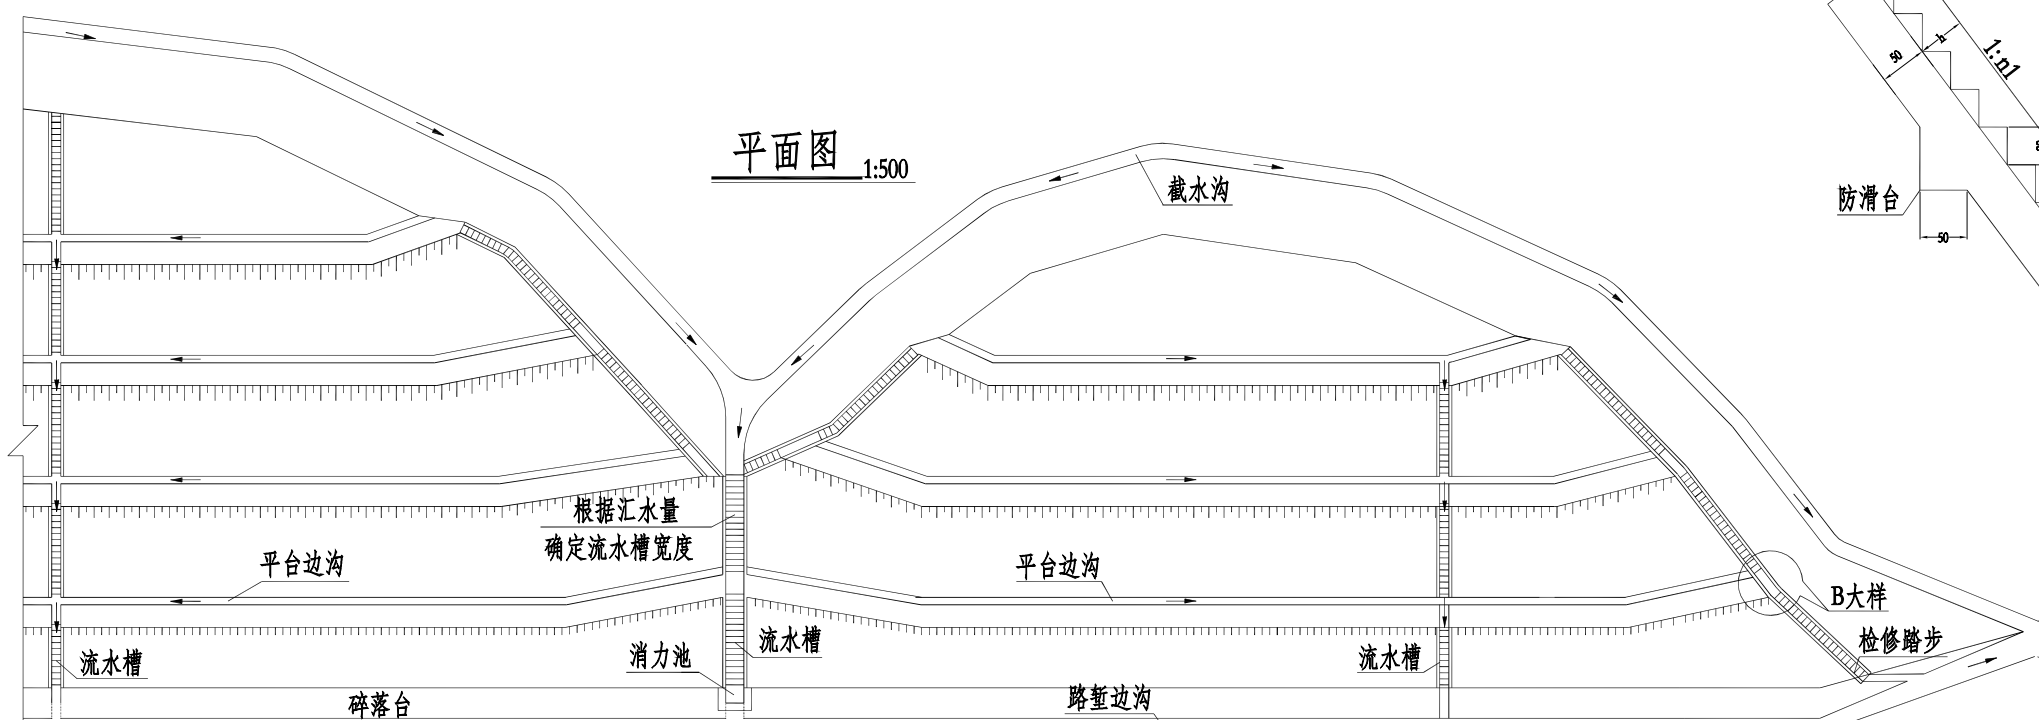 平面图 1:500
截水沟
50
h
1:n1
防滑台
50
根据汇水量
确定流水槽宽度
平台边沟
平台边沟
B大样
流水槽
消力池
流水槽
流水槽
检修踏步
碎落台
路堑边沟